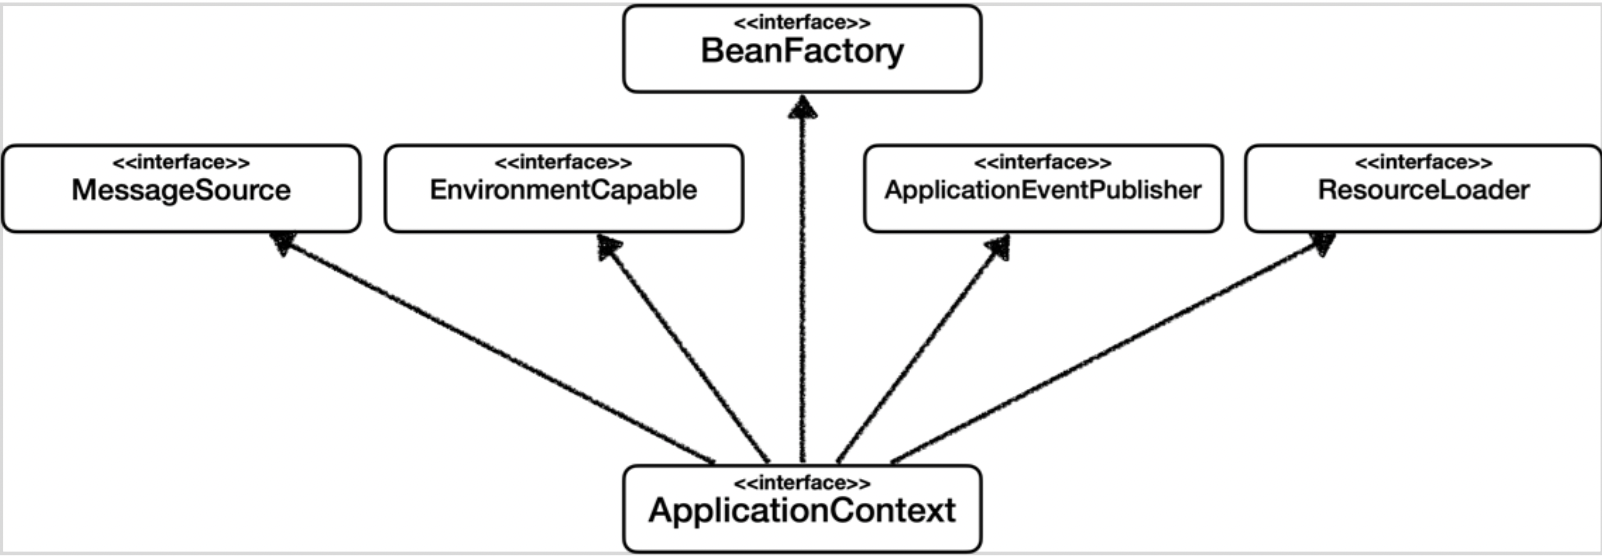 <<interface>>
BeanFactory
<<interface>>
MessageSource
<<interface>>
EnvironmentCapable
<<interface>>
ApplicationEventPublisher
<<interface>>
ResourceLoader
<<interface>>
ApplicationContext